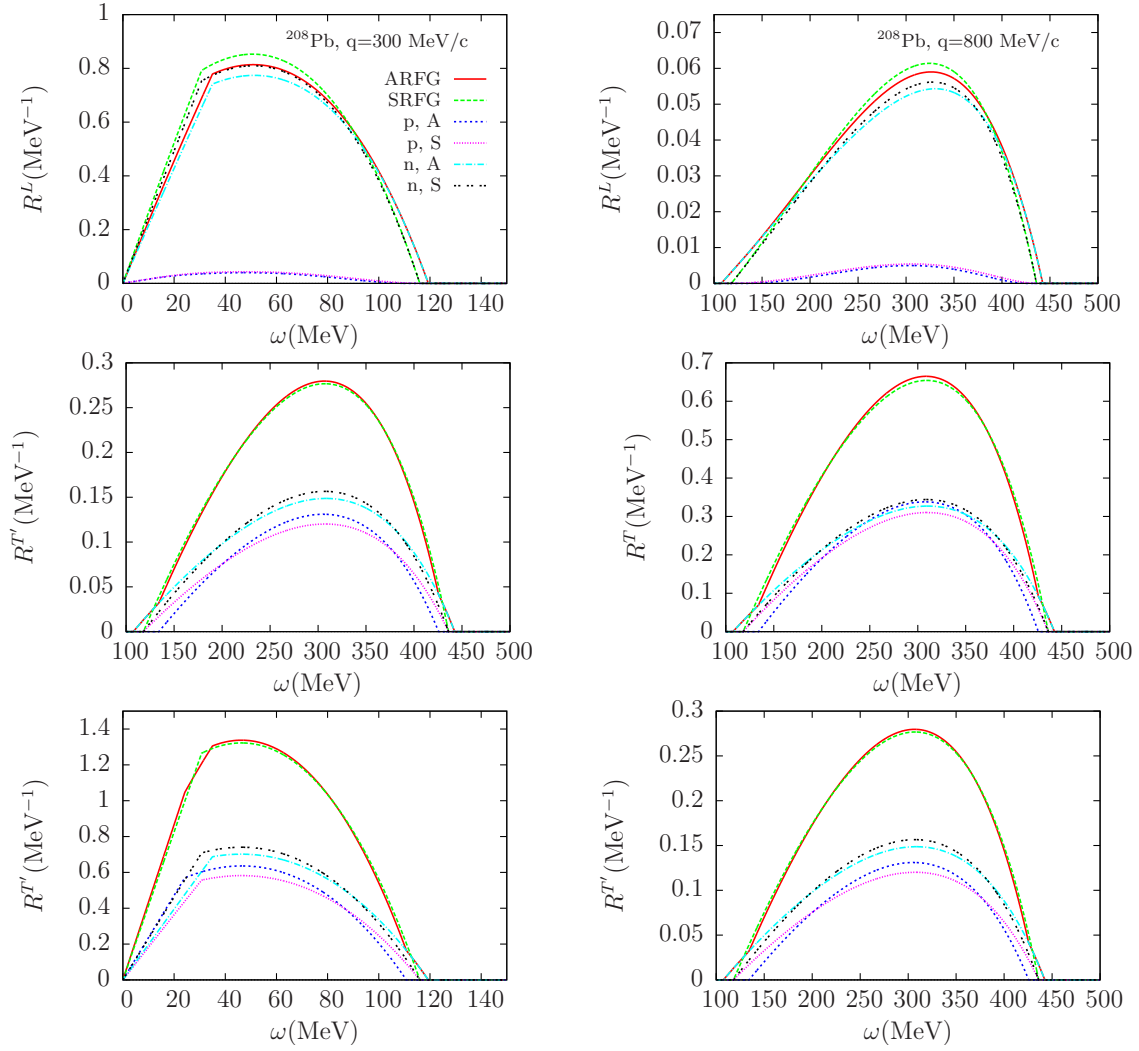 ²⁰⁸Pb, q=300 MeV/c
ARFG
SRFG
p, A
p, S
n, A
n, S
R^L(MeV⁻¹)
1
0.8
0.6
0.4
0.2
0
0 20 40 60 80 100 120 140
ω(MeV)
²⁰⁸Pb, q=800 MeV/c
R^L(MeV⁻¹)
0.07
0.06
0.05
0.04
0.03
0.02
0.01
0
100 150 200 250 300 350 400 450 500
ω(MeV)
R^T′(MeV⁻¹)
0.3
0.25
0.2
0.15
0.1
0.05
0
100 150 200 250 300 350 400 450 500
ω(MeV)
R^T(MeV⁻¹)
0.7
0.6
0.5
0.4
0.3
0.2
0.1
0
100 150 200 250 300 350 400 450 500
ω(MeV)
R^T′(MeV⁻¹)
1.4
1.2
1
0.8
0.6
0.4
0.2
0
0 20 40 60 80 100 120 140
ω(MeV)
R^T′(MeV⁻¹)
0.3
0.25
0.2
0.15
0.1
0.05
0
100 150 200 250 300 350 400 450 500
ω(MeV)